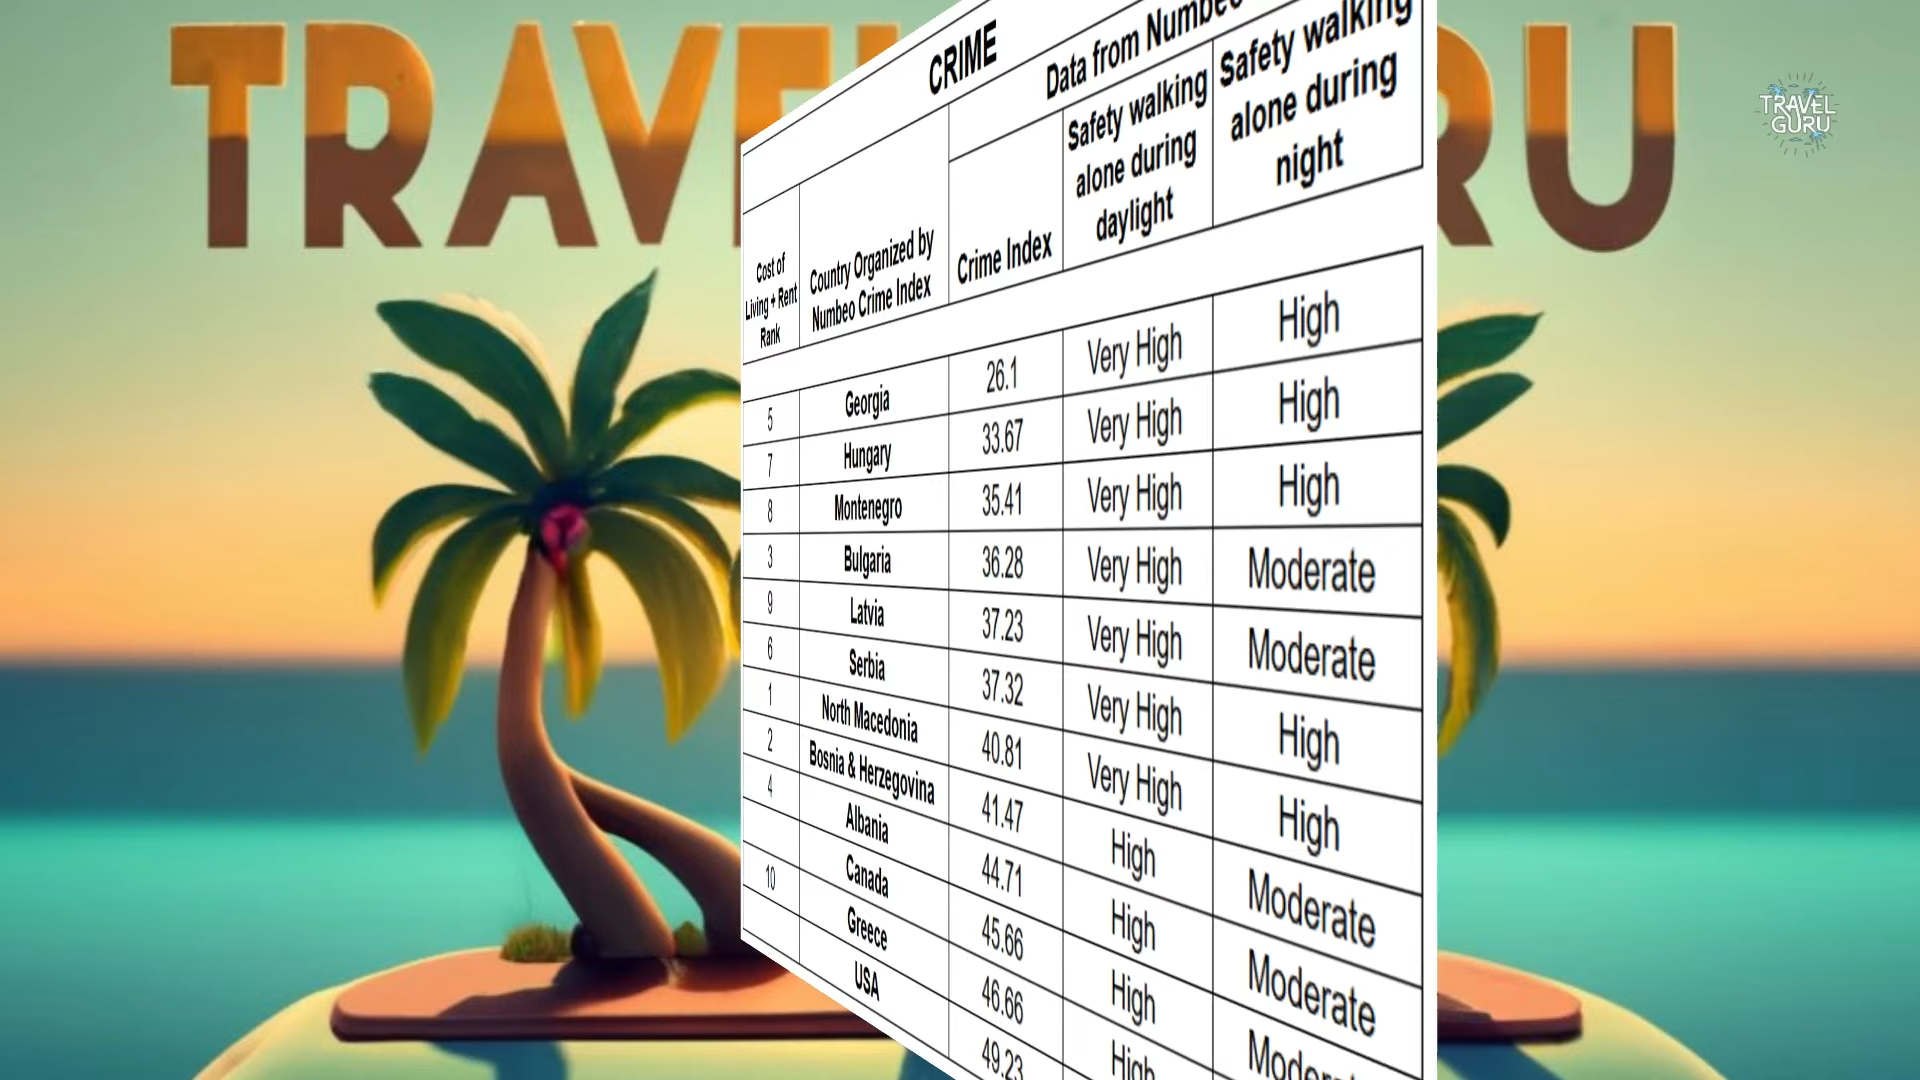 TRAVE
RU
TRAVEL
GURU
CRIME
Data from Numbeo
Cost of
Living + Rent
Rank
Country Organized by
Numbeo Crime Index
Crime Index
Safety walking
alone during
daylight
Safety walking
alone during
night
5 Georgia 26.1 Very High High
7 Hungary 33.67 Very High High
8 Montenegro 35.41 Very High High
3 Bulgaria 36.28 Very High Moderate
9 Latvia 37.23 Very High Moderate
6 Serbia 37.32 Very High High
1 North Macedonia 40.81 Very High High
2 Bosnia & Herzegovina 41.47 High Moderate
4 Albania 44.71 High Moderate
Canada 45.66 High Moderate
10 Greece 46.66 High
USA 49.23